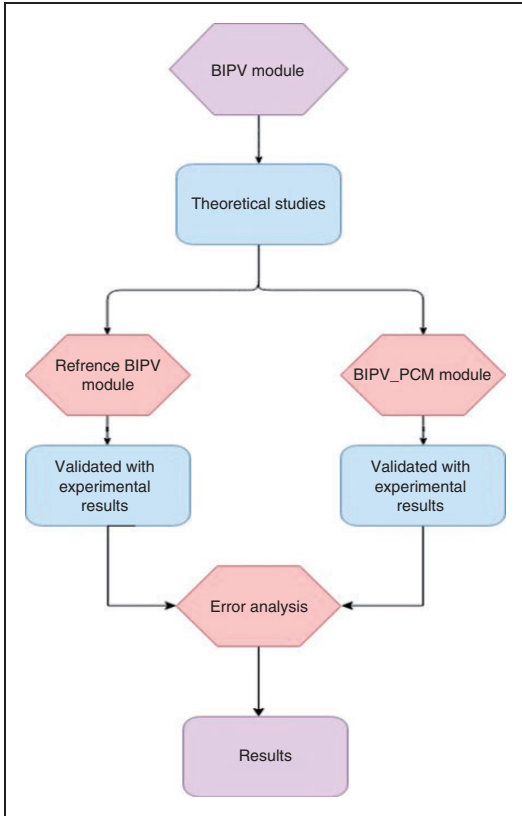 BIPV module
Theoretical studies
Refrence BIPV
module
BIPV_PCM module
Validated with
experimental
results
Validated with
experimental
results
Error analysis
Results